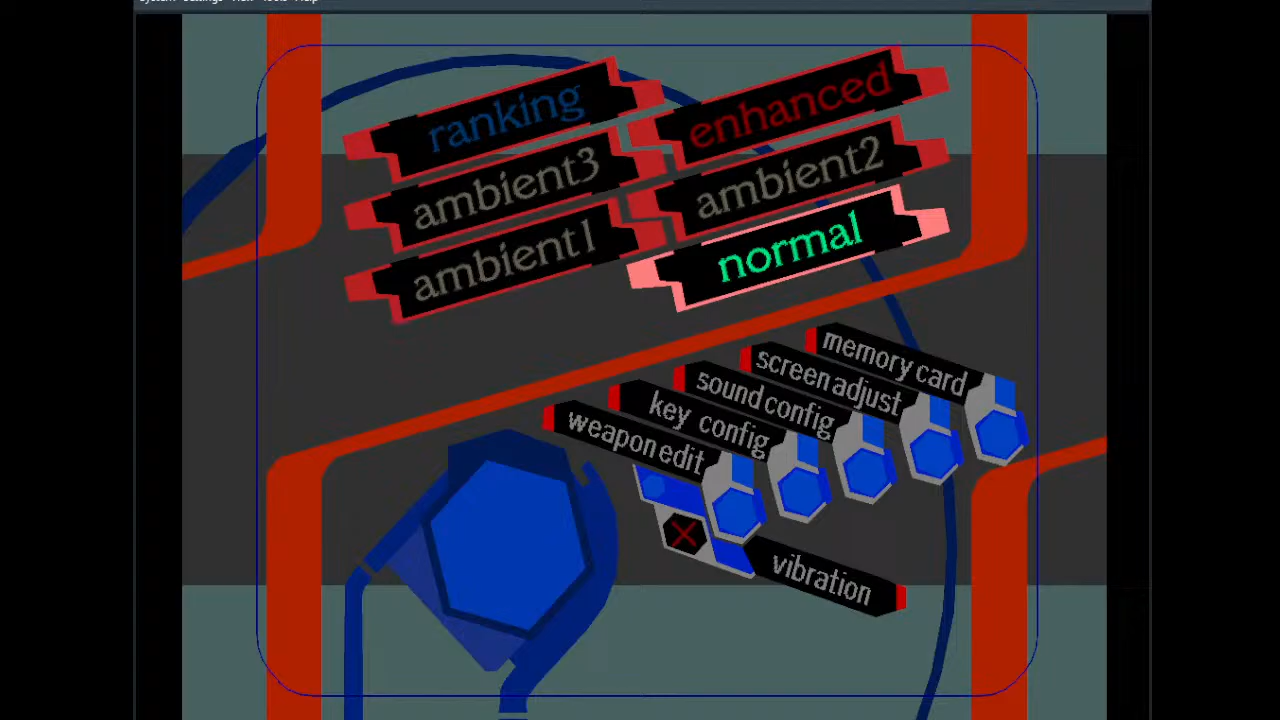 ranking
enhanced
ambient3
ambient2
ambient1
normal
memory card
screen adjust
sound config
key config
weapon edit
vibration